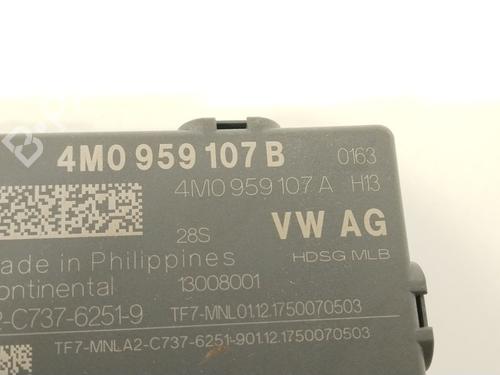 4M0 959 107 B 0163
4M0 959 107 A H13
28S VW AG
ade in Philippines HDSG MLB
ontinental 13008001
2-C737-6251-9 TF7-MNL01.12.1750070503
TF7-MNLA2-C737-6251-901.12.1750070503